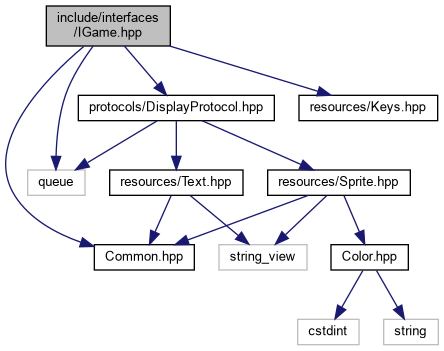 include/interfaces
/IGame.hpp
protocols/DisplayProtocol.hpp
resources/Keys.hpp
queue
resources/Text.hpp
resources/Sprite.hpp
Common.hpp
string_view
Color.hpp
cstdint
string